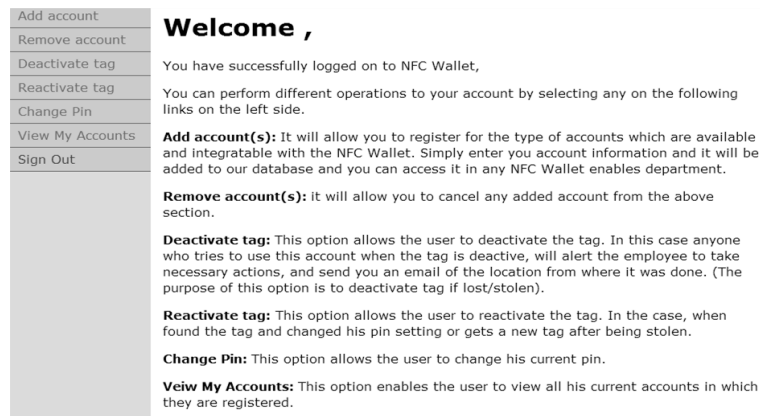 Add account
Remove account
Deactivate tag
Reactivate tag
Change Pin
View My Accounts
Sign Out
Welcome ,
You have successfully logged on to NFC Wallet,
You can perform different operations to your account by selecting any on the following
links on the left side.
Add account(s): It will allow you to register for the type of accounts which are available
and integratable with the NFC Wallet. Simply enter you account information and it will be
added to our database and you can access it in any NFC Wallet enables department.
Remove account(s): it will allow you to cancel any added account from the above
section.
Deactivate tag: This option allows the user to deactivate the tag. In this case anyone
who tries to use this account when the tag is deactive, will alert the employee to take
necessary actions, and send you an email of the location from where it was done. (The
purpose of this option is to deactivate tag if lost/stolen).
Reactivate tag: This option allows the user to reactivate the tag. In the case, when
found the tag and changed his pin setting or gets a new tag after being stolen.
Change Pin: This option allows the user to change his current pin.
Veiw My Accounts: This option enables the user to view all his current accounts in which
they are registered.